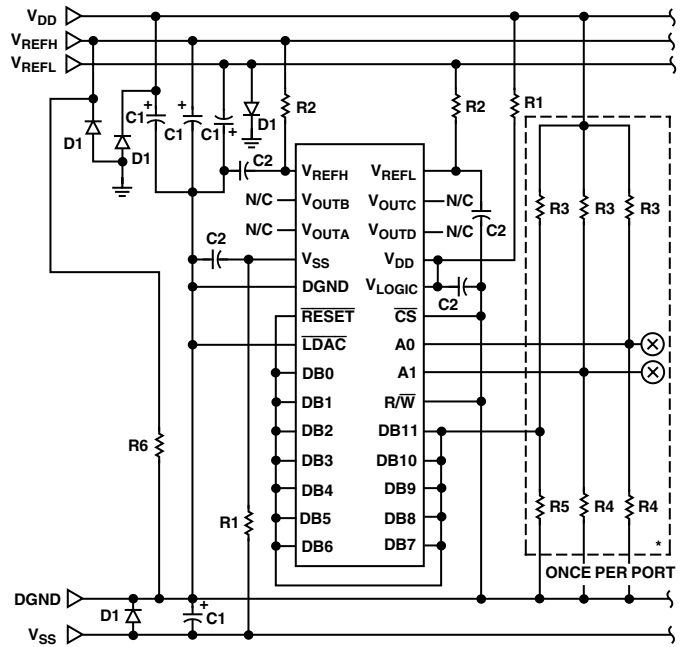 VDD
VREFH
VREFL
D1
D1
C1
C1
C1
D1
R2
R2
R1
C2
VREFH
VREFL
N/C
VOUTB
VOUTC
N/C
C2
R3
R3
R3
N/C
VOUTA
VOUTD
N/C
C2
VSS
VDD
DGND
VLOGIC
C2
RESET
CS
LDAC
A0
DB0
A1
DB1
R/W
DB2
DB11
R6
DB3
DB10
DB4
DB9
R1
DB5
DB8
R5
R4
R4
DB6
DB7
*
ONCE PER PORT
DGND
D1
C1
VSS